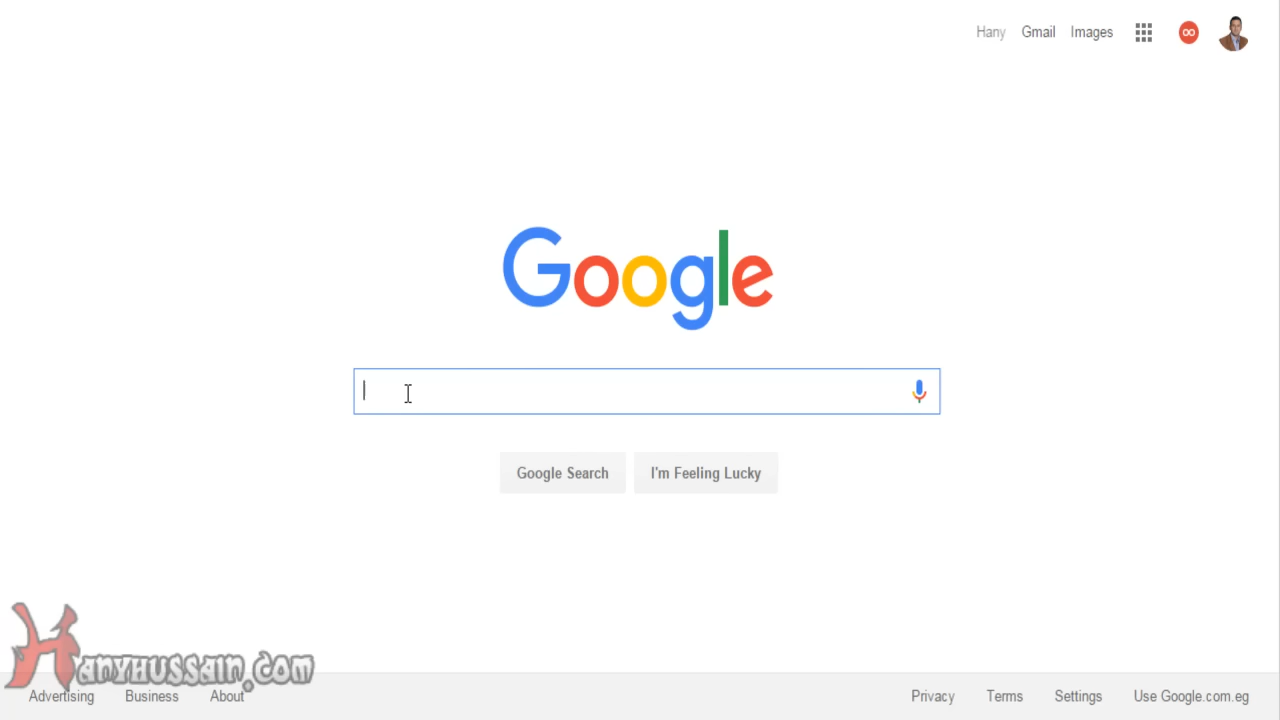 Hany Gmail Images
Google
Google Search I'm Feeling Lucky
Hanyhussain.com
Advertising Business About Privacy Terms Settings Use Google.com.eg